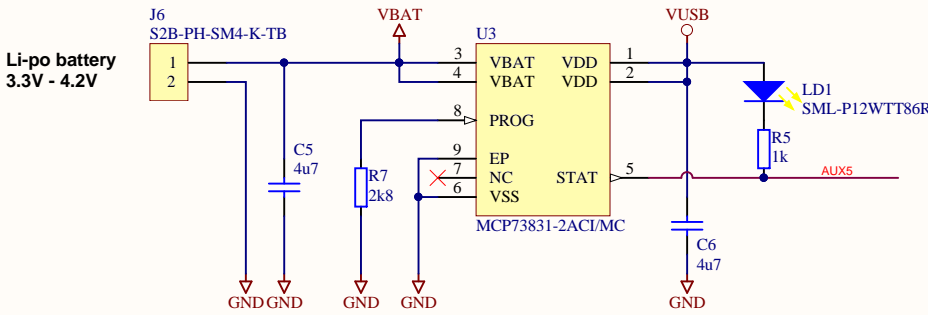 J6
S2B-PH-SM4-K-TB
Li-po battery
3.3V - 4.2V
1
2
VBAT
U3
VUSB
3 VBAT VDD 1
4 VBAT VDD 2
8 PROG
9 EP
7 NC STAT 5
6 VSS
MCP73831-2ACI/MC
C5
4u7
R7
2k8
LD1
SML-P12WTT86R
R5
1k
AUX5
C6
4u7
GND GND GND GND GND